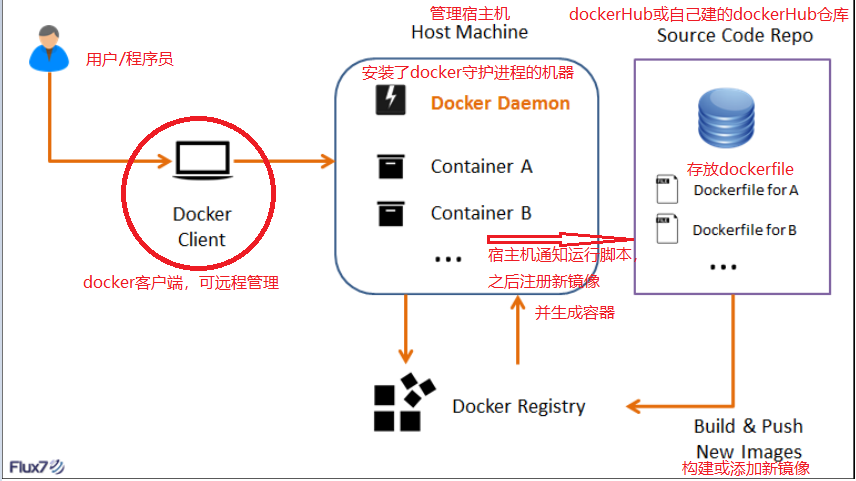 管理宿主机
Host Machine
dockerHub或自己建的dockerHub仓库
Source Code Repo
用户/程序员
安装了docker守护进程的机器
Docker Daemon
Container A
Container B
...
存放dockerfile
FILE
Dockerfile for A
FILE
Dockerfile for B
...
Docker
Client
docker客户端，可远程管理
宿主机通知运行脚本，
之后注册新镜像
并生成容器
Docker Registry
Build & Push
New Images
构建或添加新镜像
Flux7